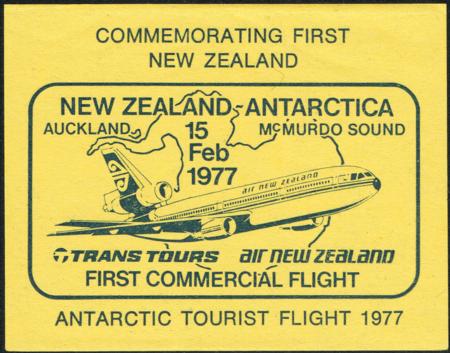 COMMEMORATING FIRST
NEW ZEALAND
NEW ZEALAND-ANTARCTICA
AUCKLAND 15 McMURDO SOUND
Feb
1977
air new zealand
TRANS TOURS air new zealand
FIRST COMMERCIAL FLIGHT
ANTARCTIC TOURIST FLIGHT 1977